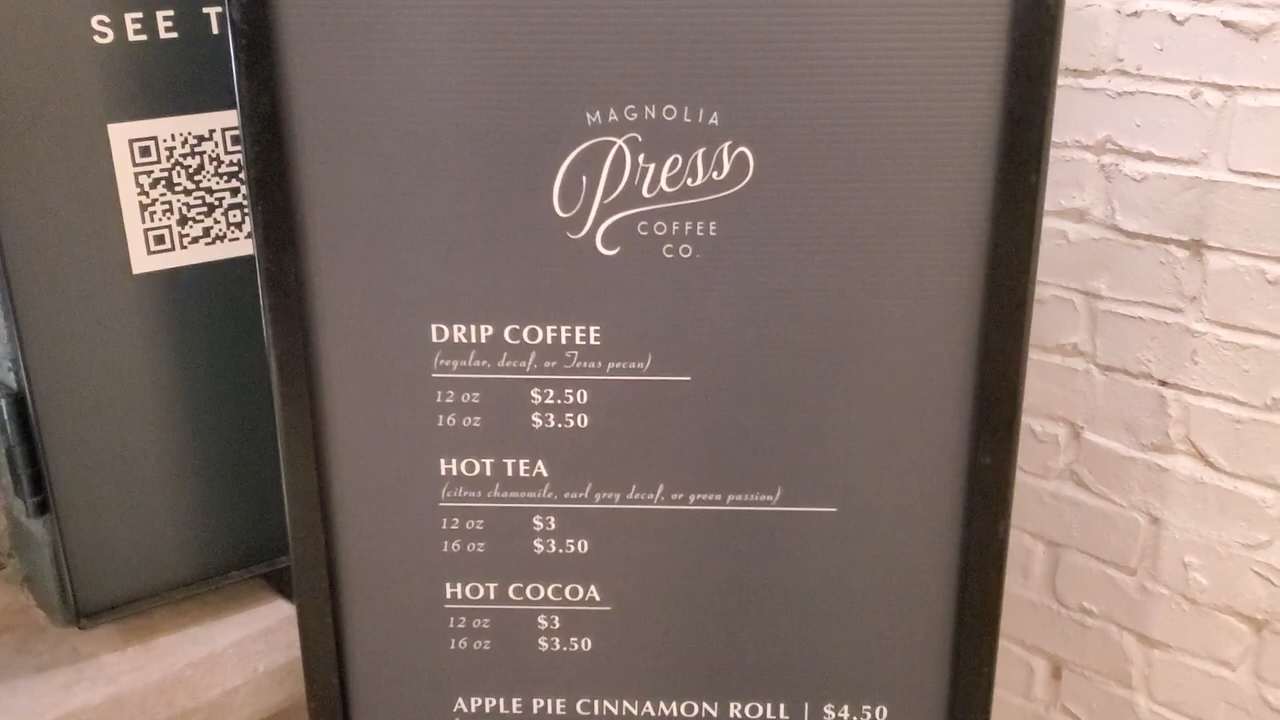 SEE T
MAGNOLIA
Press
COFFEE
CO.
DRIP COFFEE
(regular, decaf, or Texas pecan)
12 oz $2.50
16 oz $3.50
HOT TEA
(citrus chamomile, earl grey decaf, or green passion)
12 oz $3
16 oz $3.50
HOT COCOA
12 oz $3
16 oz $3.50
APPLE PIE CINNAMON ROLL | $4.50